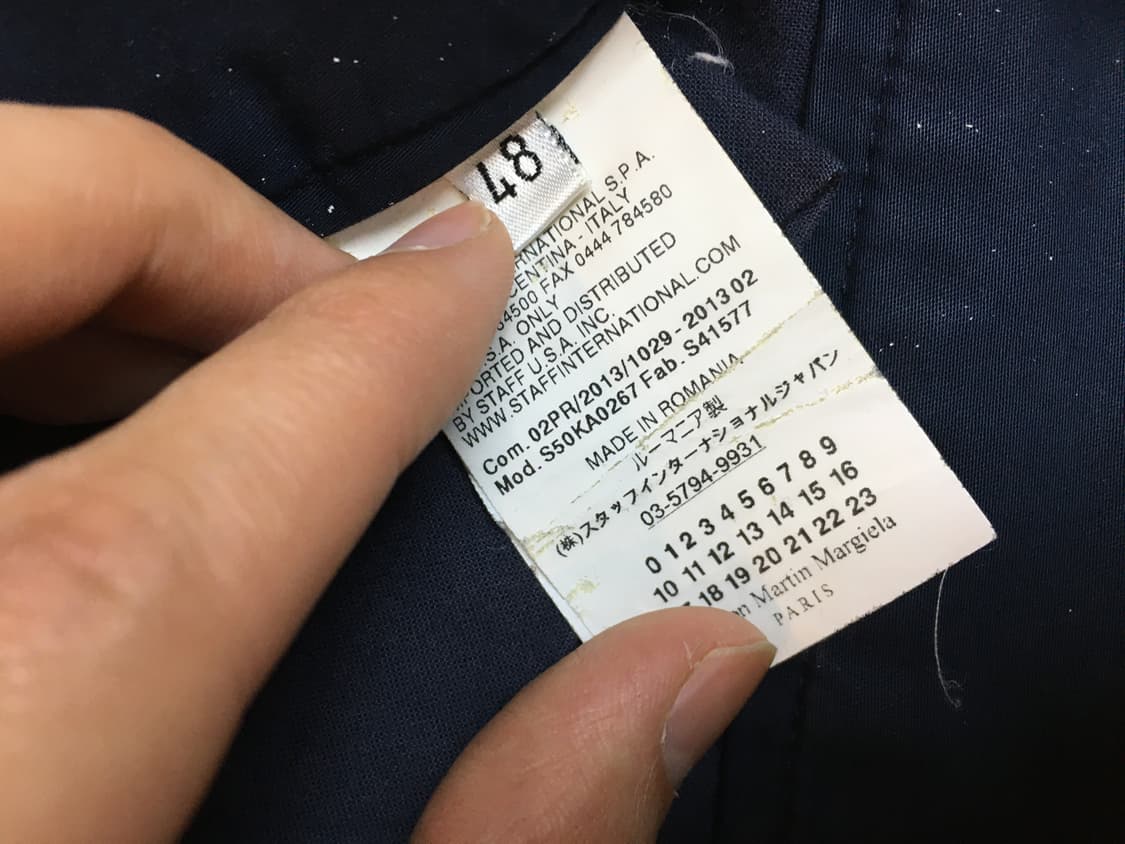 48
RNATIONAL S.P.A.
CENTINA - ITALY
34500 FAX 0444 784580
S.A. ONLY
ORTED AND DISTRIBUTED
BY STAFF U.S.A. INC.
WWW.STAFFINTERNATIONAL.COM
Com. 02PR/2013/1029 - 2013 02
Mod. S50KA0267 Fab. S41577
MADE IN ROMANIA
ルーマニア製
(株)スタッフインターナショナルジャパン
03-5794-9931
0 1 2 3 4 5 6 7 8 9
10 11 12 13 14 15 16
18 19 20 21 22 23
on Martin Margiela
PARIS